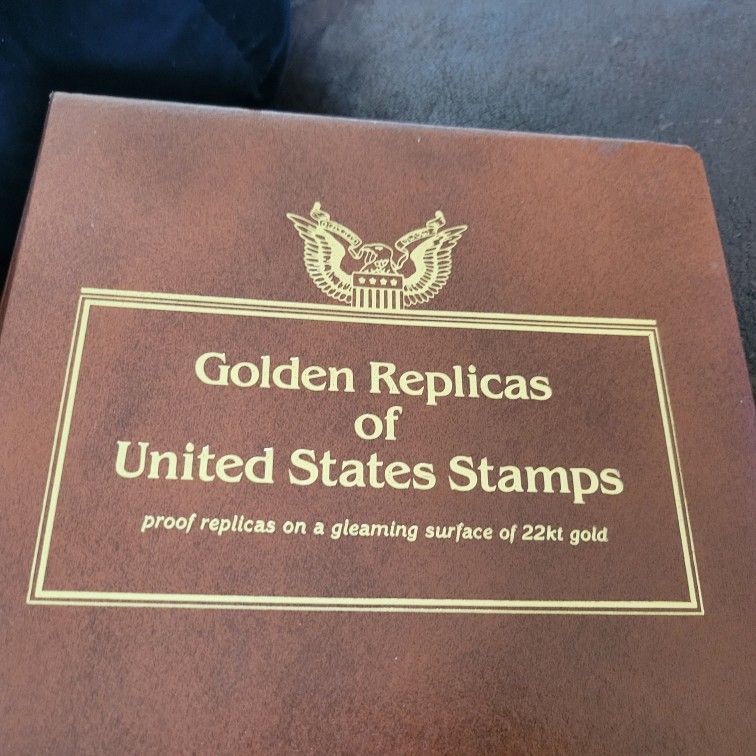 Golden Replicas
of
United States Stamps
proof replicas on a gleaming surface of 22kt gold